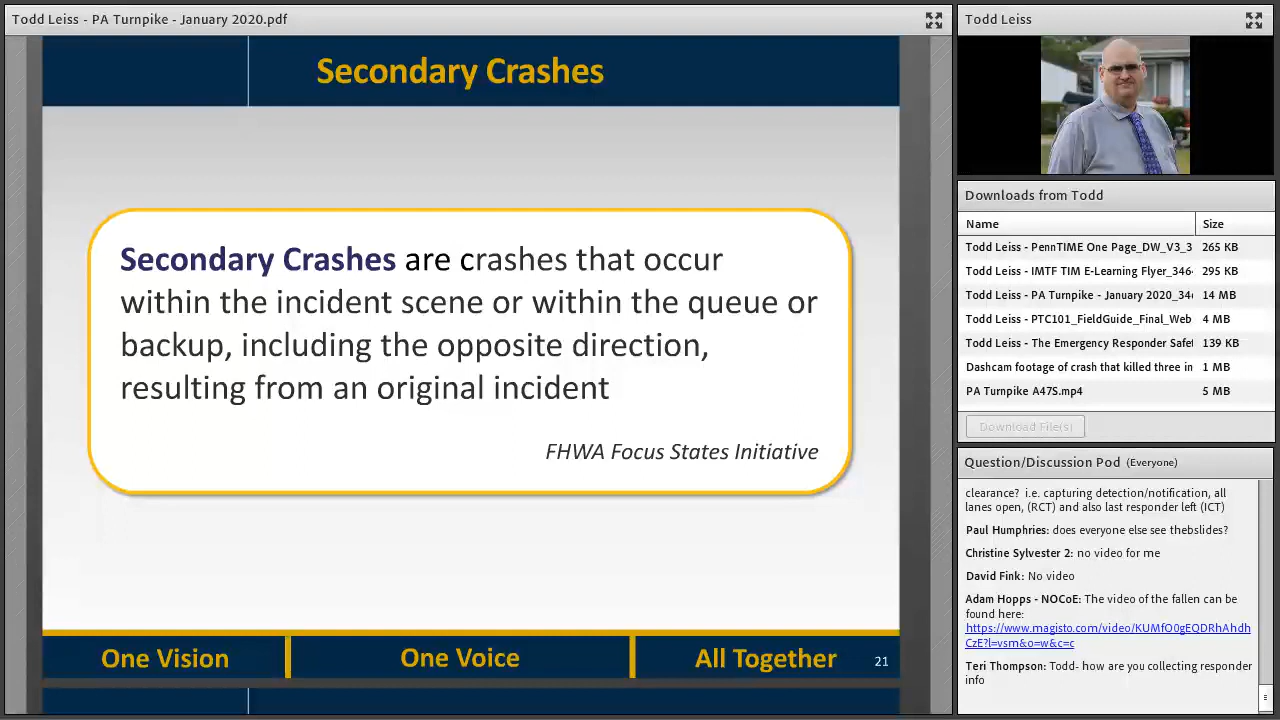 Todd Leiss - PA Turnpike - January 2020.pdf
Secondary Crashes
Secondary Crashes are crashes that occur
within the incident scene or within the queue or
backup, including the opposite direction,
resulting from an original incident
FHWA Focus States Initiative
One Vision
One Voice
All Together
21
Todd Leiss
Downloads from Todd
Name Size
Todd Leiss - PennTIME One Page_DW_V3_3 265 KB
Todd Leiss - IMTF TIM E-Learning Flyer_346 295 KB
Todd Leiss - PA Turnpike - January 2020_34 14 MB
Todd Leiss - PTC101_FieldGuide_Final_Web 4 MB
Todd Leiss - The Emergency Responder Safe 139 KB
Dashcam footage of crash that killed three in 1 MB
PA Turnpike A47S.mp4 5 MB
Download File(s)
Question/Discussion Pod (Everyone)
clearance? i.e. capturing detection/notification, all
lanes open, (RCT) and also last responder left (ICT)
Paul Humphries: does everyone else see thebslides?
Christine Sylvester 2: no video for me
David Fink: No video
Adam Hopps - NOCoE: The video of the fallen can be
found here:
https://www.magisto.com/video/KUMfO0gEQDRhAhdh
CzE?l=vsm&o=w&c=c
Teri Thompson: Todd- how are you collecting responder
info